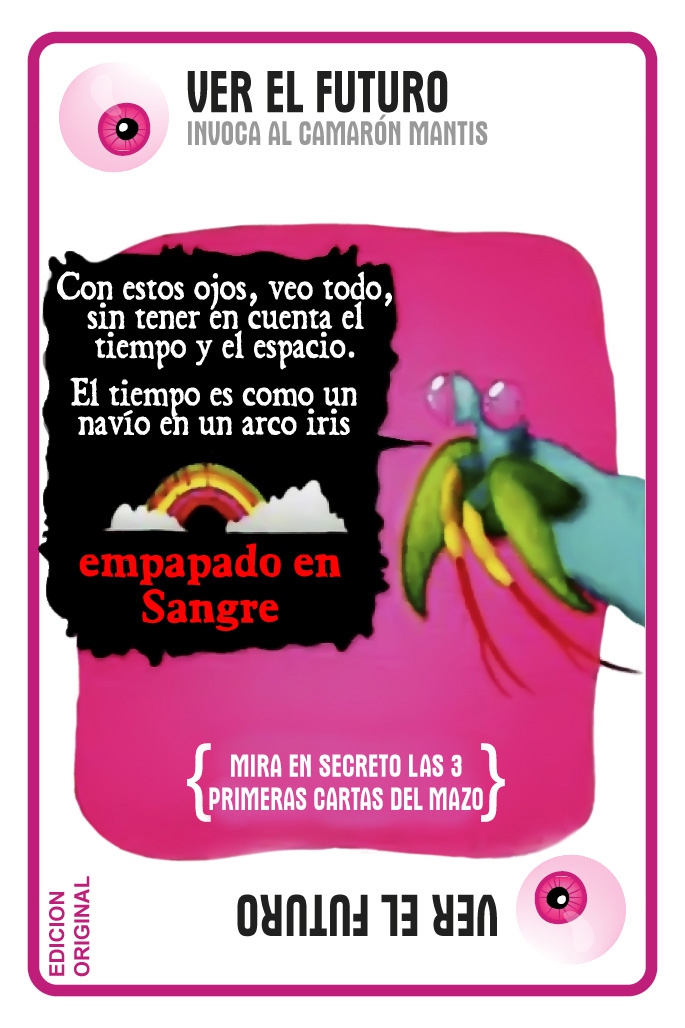 VER EL FUTURO
INVOCA AL CAMARÓN MANTIS
Con estos ojos, veo todo,
sin tener en cuenta el
tiempo y el espacio.
El tiempo es como un
navío en un arco iris
empapado en
Sangre
{ MIRA EN SECRETO LAS 3
PRIMERAS CARTAS DEL MAZO }
VER EL FUTURO
EDICION
ORIGINAL